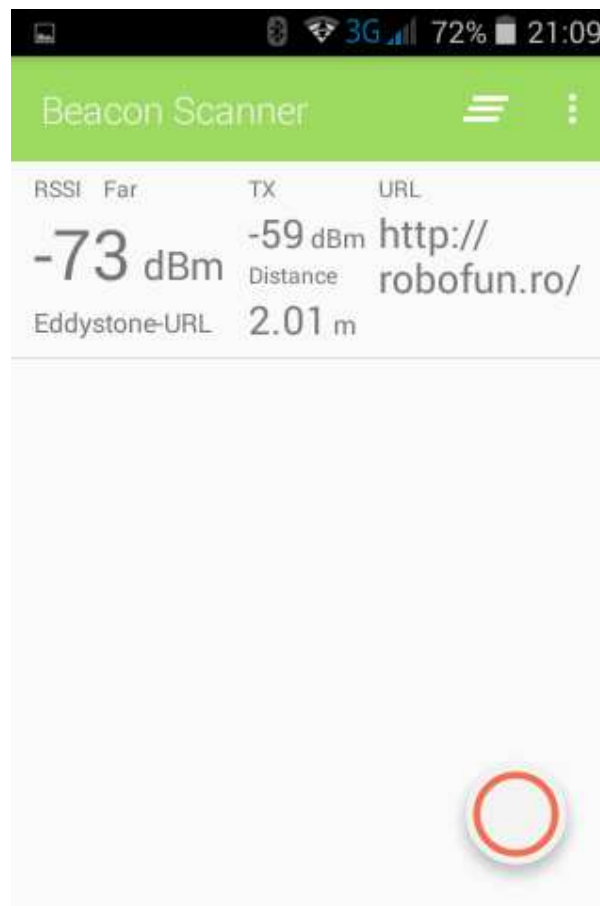 3G 72% 21:09
Beacon Scanner
RSSI Far
-73 dBm
Eddystone-URL
TX
-59 dBm
Distance
2.01 m
URL
http://
robofun.ro/